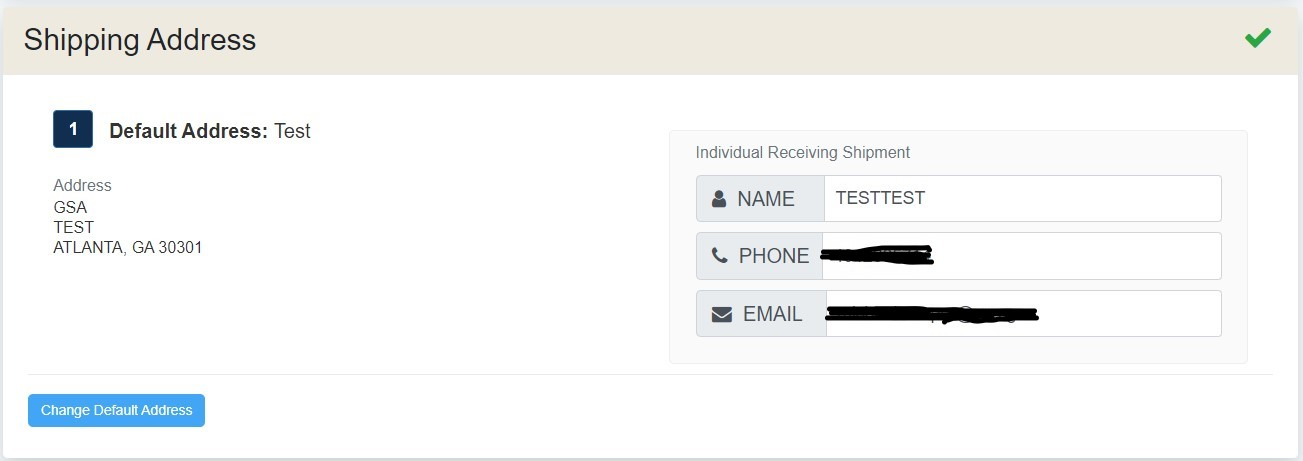 Shipping Address
1
Default Address: Test
Address
GSA
TEST
ATLANTA, GA 30301
Individual Receiving Shipment
NAME TESTTEST
PHONE
EMAIL
Change Default Address